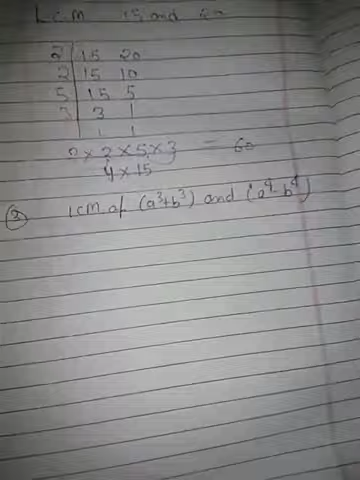 L.C.M 15 and 20
2 | 15 20
2 | 15 10
5 | 15 5
3 | 3 1
1 1
2 × 2 × 5 × 3 = 60
4 × 15
(2) LCM of (a³+b³) and (a⁴-b⁴)